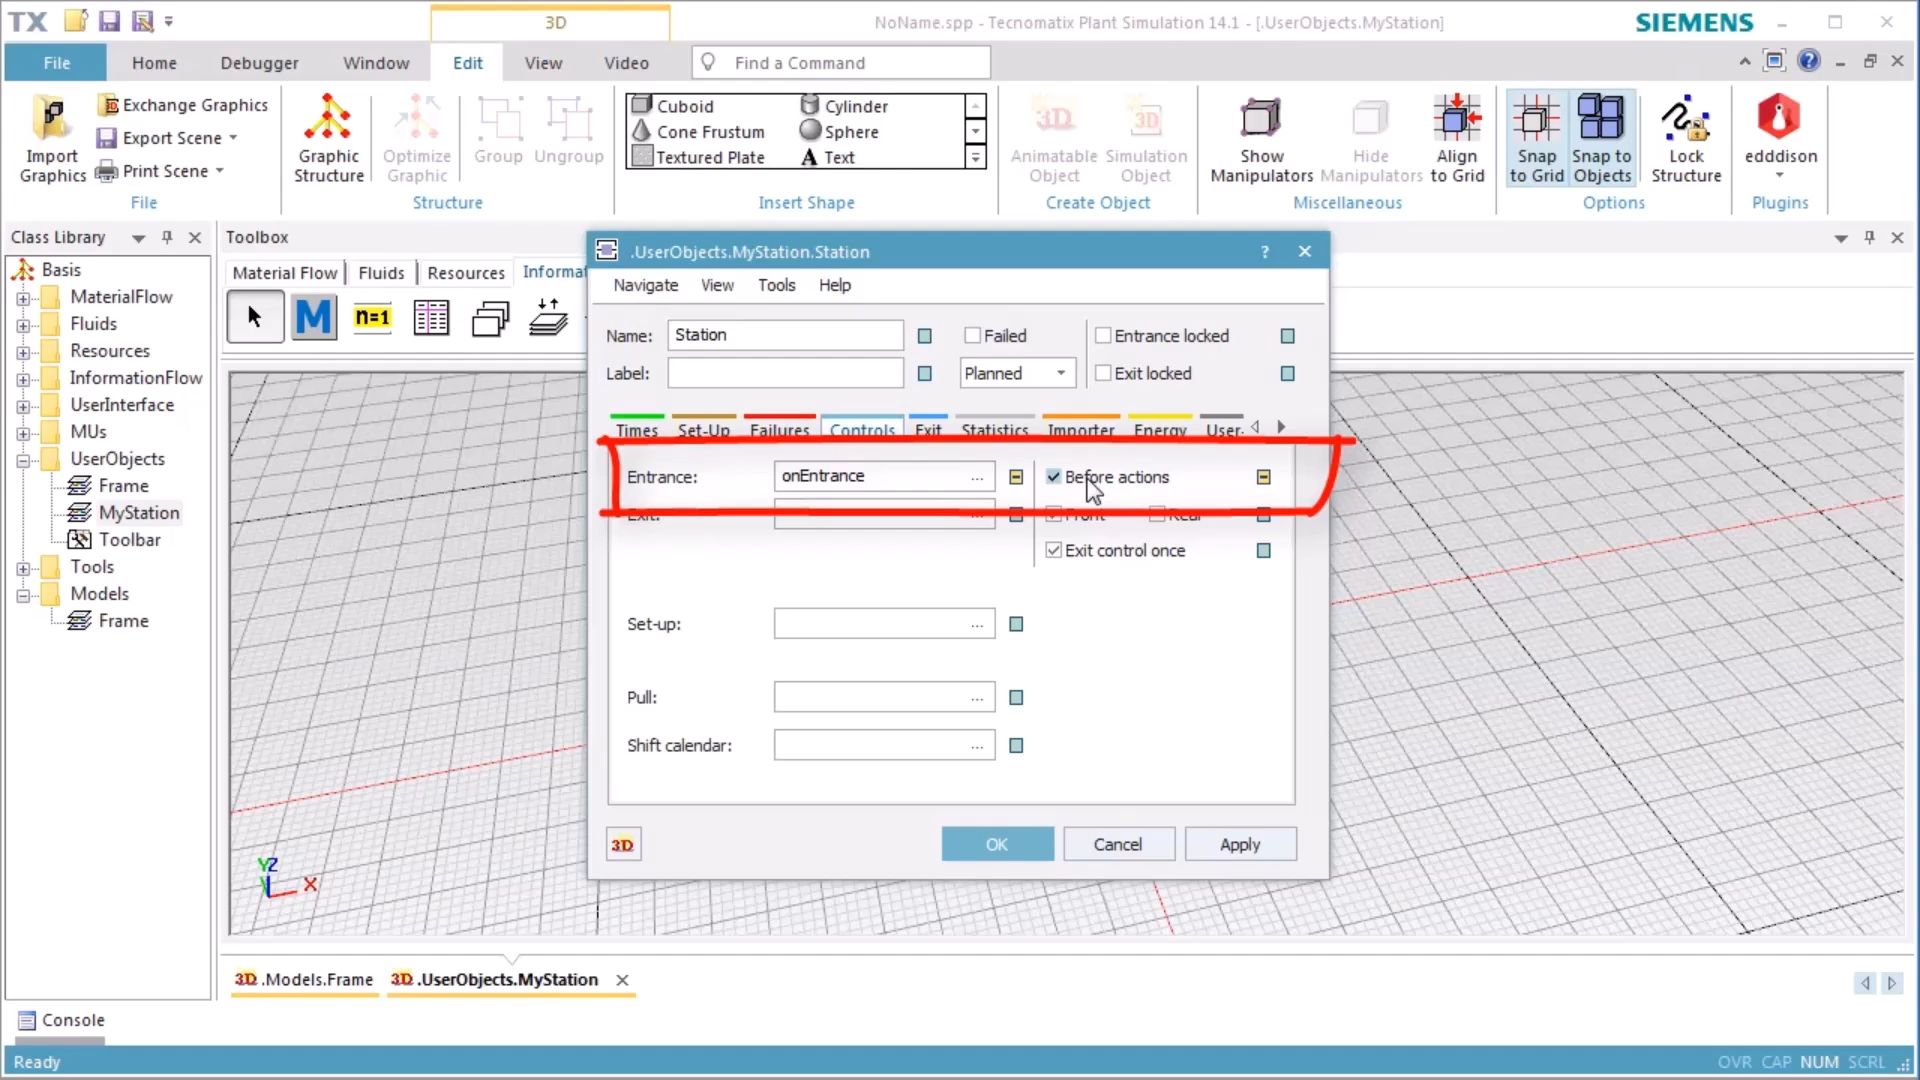 TX
3D
NoName.spp - Tecnomatix Plant Simulation 14.1 - [.UserObjects.MyStation]
SIEMENS
File
Home
Debugger
Window
Edit
View
Video
Find a Command
Import Graphics
Exchange Graphics
Export Scene
Print Scene
File
Graphic Structure
Optimize Graphic
Group
Ungroup
Structure
Cuboid
Cylinder
Cone Frustum
Sphere
Textured Plate
A Text
Insert Shape
3D
3D
Animatable Object
Simulation Object
Create Object
Show Manipulators
Hide Manipulators
Align to Grid
Miscellaneous
Snap to Grid
Snap to Objects
Lock Structure
Options
edddison
Plugins
Class Library
Basis
MaterialFlow
Fluids
Resources
InformationFlow
UserInterface
MUs
UserObjects
Frame
MyStation
Toolbar
Tools
Models
Frame
Toolbox
Material Flow
Fluids
Resources
Informat
M
n=1
.UserObjects.MyStation.Station
?
Navigate
View
Tools
Help
Name:
Station
Failed
Entrance locked
Label:
Planned
Exit locked
Times
Set-Up
Failures
Controls
Exit
Statistics
Importer
Energy
User-
Entrance:
onEntrance
...
Before actions
Exit:
...
Front
Rear
Exit control once
Set-up:
...
Pull:
...
Shift calendar:
...
3D
OK
Cancel
Apply
Y
Z
X
3D .Models.Frame
3D .UserObjects.MyStation
Console
Ready
OVR CAP NUM SCRL